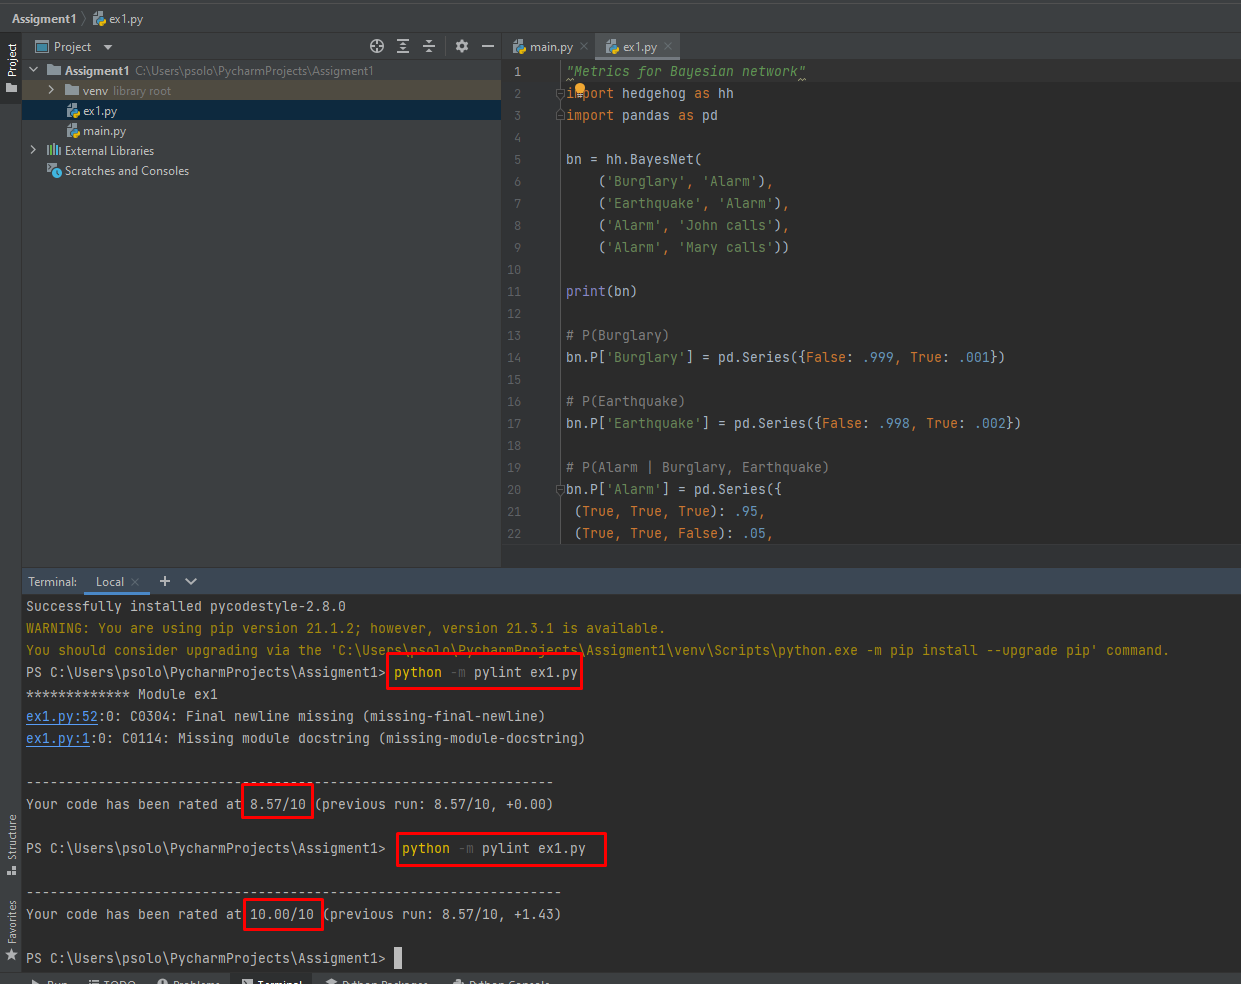 Assigment1 ex1.py
Project
Project
Assigment1 C:\Users\psolo\PycharmProjects\Assigment1
venv library root
ex1.py
main.py
External Libraries
Scratches and Consoles
main.py ex1.py
1 "Metrics for Bayesian network"
2 import hedgehog as hh
3 import pandas as pd
4
5 bn = hh.BayesNet(
6 ('Burglary', 'Alarm'),
7 ('Earthquake', 'Alarm'),
8 ('Alarm', 'John calls'),
9 ('Alarm', 'Mary calls'))
10
11 print(bn)
12
13 # P(Burglary)
14 bn.P['Burglary'] = pd.Series({False: .999, True: .001})
15
16 # P(Earthquake)
17 bn.P['Earthquake'] = pd.Series({False: .998, True: .002})
18
19 # P(Alarm | Burglary, Earthquake)
20 bn.P['Alarm'] = pd.Series({
21 (True, True, True): .95,
22 (True, True, False): .05,
Terminal: Local
Successfully installed pycodestyle-2.8.0
WARNING: You are using pip version 21.1.2; however, version 21.3.1 is available.
You should consider upgrading via the 'C:\Users\psolo\PycharmProjects\Assigment1\venv\Scripts\python.exe -m pip install --upgrade pip' command.
PS C:\Users\psolo\PycharmProjects\Assigment1> python -m pylint ex1.py
************* Module ex1
ex1.py:52:0: C0304: Final newline missing (missing-final-newline)
ex1.py:1:0: C0114: Missing module docstring (missing-module-docstring)
------------------------------------------------------------------
Your code has been rated at 8.57/10 (previous run: 8.57/10, +0.00)
PS C:\Users\psolo\PycharmProjects\Assigment1> python -m pylint ex1.py
-------------------------------------------------------------------
Your code has been rated at 10.00/10 (previous run: 8.57/10, +1.43)
PS C:\Users\psolo\PycharmProjects\Assigment1>
Structure
Favorites
Run TODO Problems Terminal Python Packages Python Console